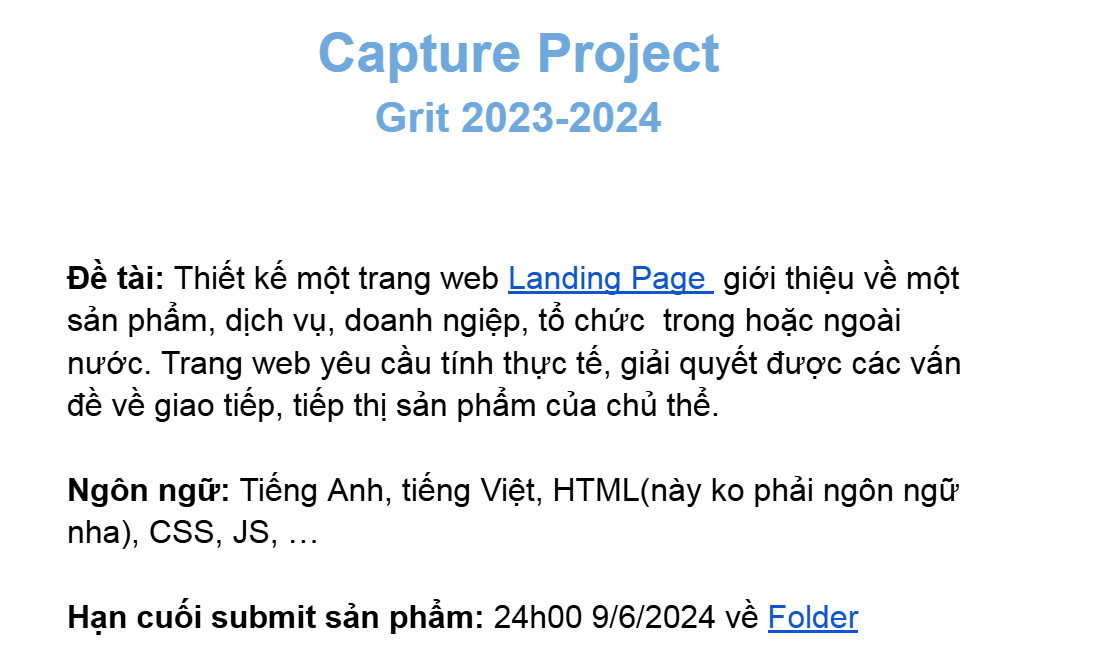 Capture Project
Grit 2023-2024
Đề tài: Thiết kế một trang web Landing Page  giới thiệu về một
sản phẩm, dịch vụ, doanh ngiệp, tổ chức  trong hoặc ngoài
nước. Trang web yêu cầu tính thực tế, giải quyết được các vấn
đề về giao tiếp, tiếp thị sản phẩm của chủ thể.
Ngôn ngữ: Tiếng Anh, tiếng Việt, HTML(này ko phải ngôn ngữ
nha), CSS, JS, …
Hạn cuối submit sản phẩm: 24h00 9/6/2024 về Folder